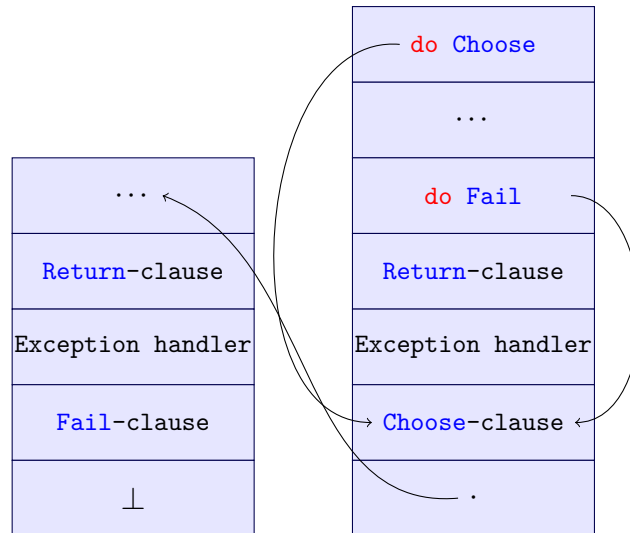 ···
Return-clause
Exception handler
Fail-clause
⊥
do Choose
···
do Fail
Return-clause
Exception handler
Choose-clause
·